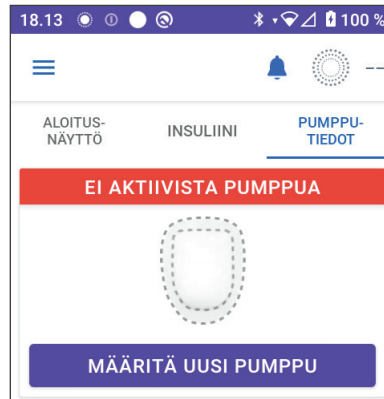 18.13 100 %
--
ALOITUS-
NÄYTTÖ
INSULIINI
PUMPPU-
TIEDOT
EI AKTIIVISTA PUMPPUA
MÄÄRITÄ UUSI PUMPPU